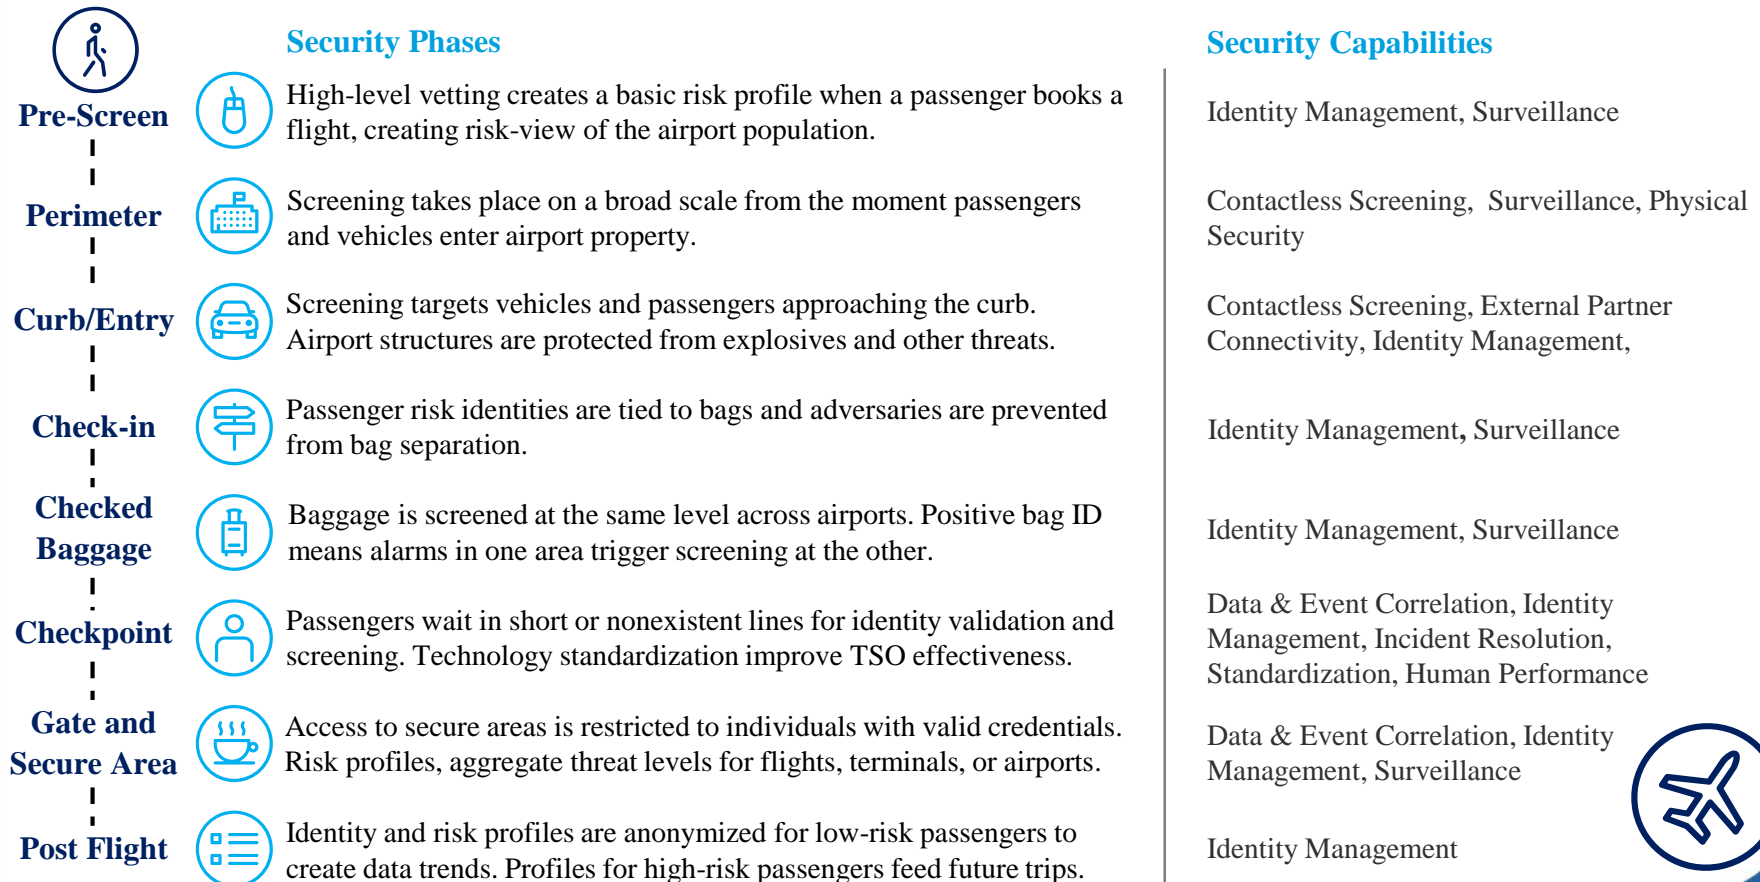 Security Phases
Security Capabilities
Pre-Screen
High-level vetting creates a basic risk profile when a passenger books a
flight, creating risk-view of the airport population.
Identity Management, Surveillance
Perimeter
Screening takes place on a broad scale from the moment passengers
and vehicles enter airport property.
Contactless Screening, Surveillance, Physical
Security
Curb/Entry
Screening targets vehicles and passengers approaching the curb.
Airport structures are protected from explosives and other threats.
Contactless Screening, External Partner
Connectivity, Identity Management,
Check-in
Passenger risk identities are tied to bags and adversaries are prevented
from bag separation.
Identity Management, Surveillance
Checked
Baggage
Baggage is screened at the same level across airports. Positive bag ID
means alarms in one area trigger screening at the other.
Identity Management, Surveillance
Checkpoint
Passengers wait in short or nonexistent lines for identity validation and
screening. Technology standardization improve TSO effectiveness.
Data & Event Correlation, Identity
Management, Incident Resolution,
Standardization, Human Performance
Gate and
Secure Area
Access to secure areas is restricted to individuals with valid credentials.
Risk profiles, aggregate threat levels for flights, terminals, or airports.
Data & Event Correlation, Identity
Management, Surveillance
Post Flight
Identity and risk profiles are anonymized for low-risk passengers to
create data trends. Profiles for high-risk passengers feed future trips.
Identity Management